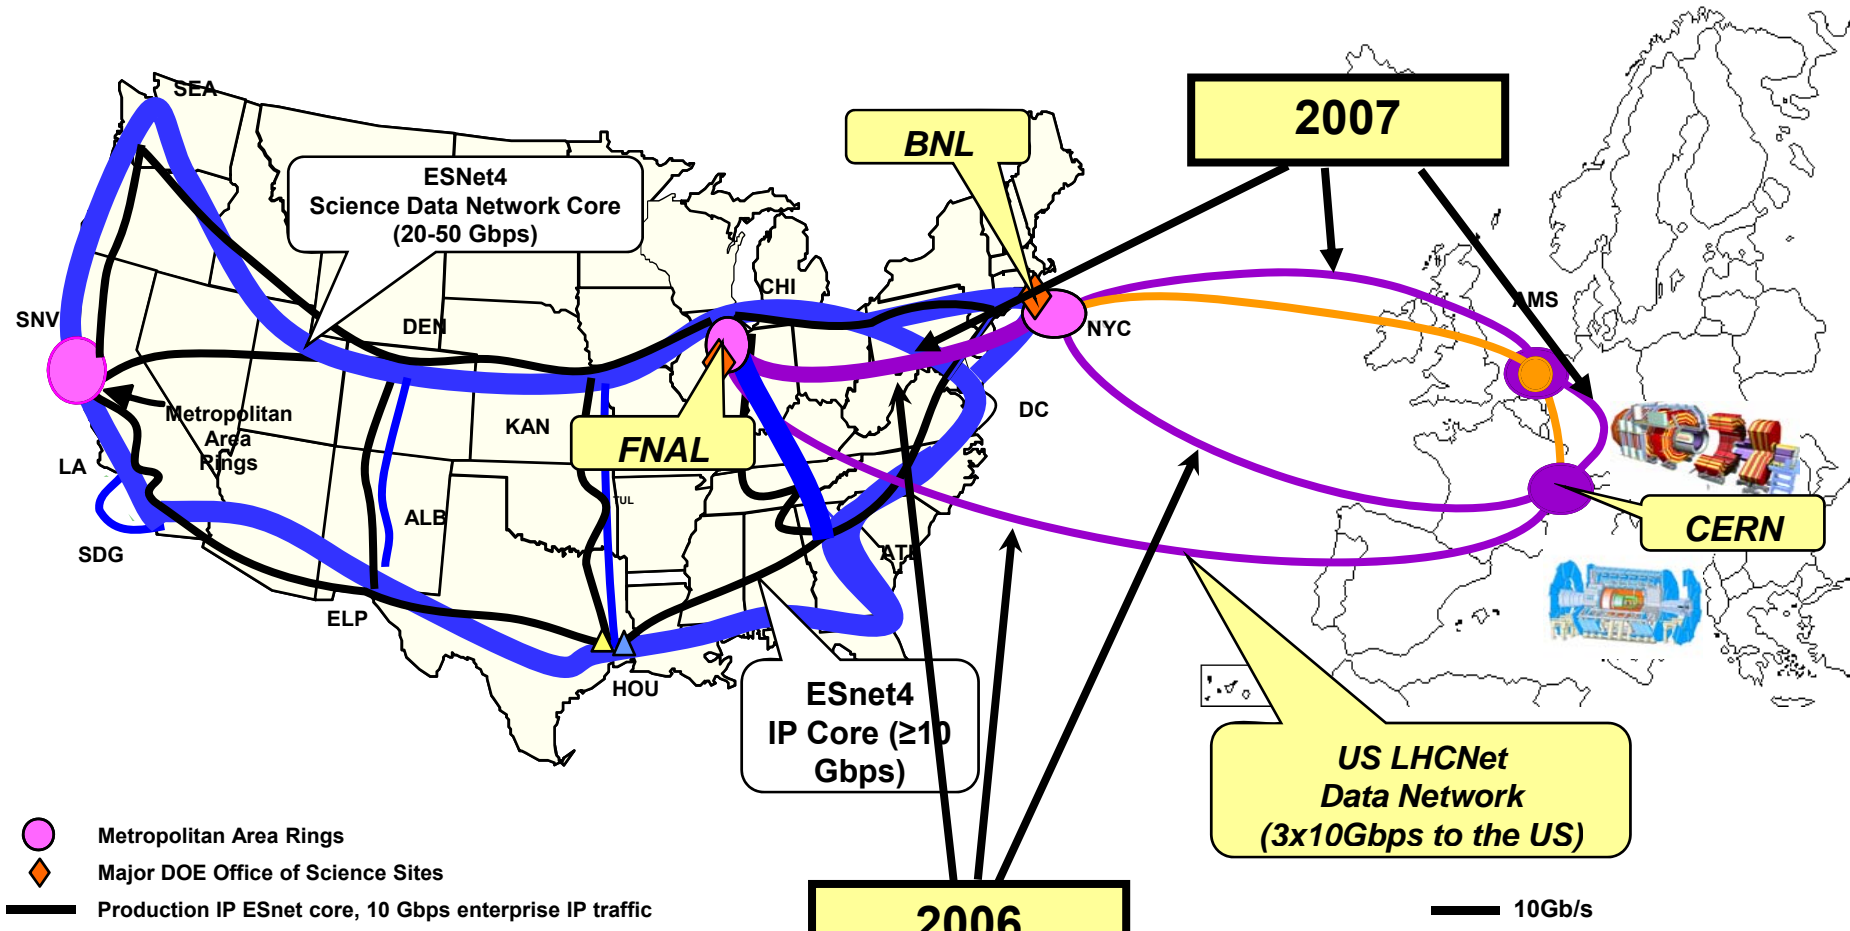 SEA
ESNet4
Science Data Network Core
(20-50 Gbps)
BNL
2007
CHI
SNV
DEN
NYC
AMS
Metropolitan
Area
Rings
KAN
FNAL
DC
LA
TUL
ALB
SDG
ATL
CERN
ELP
HOU
ESnet4
IP Core (≥10
Gbps)
US LHCNet
Data Network
(3x10Gbps to the US)
Metropolitan Area Rings
Major DOE Office of Science Sites
Production IP ESnet core, 10 Gbps enterprise IP traffic
2006
10Gb/s